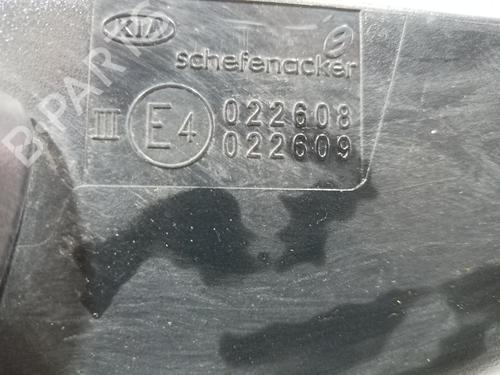 KIA
schefenacker
III E4 022608
022609
B-PARTS